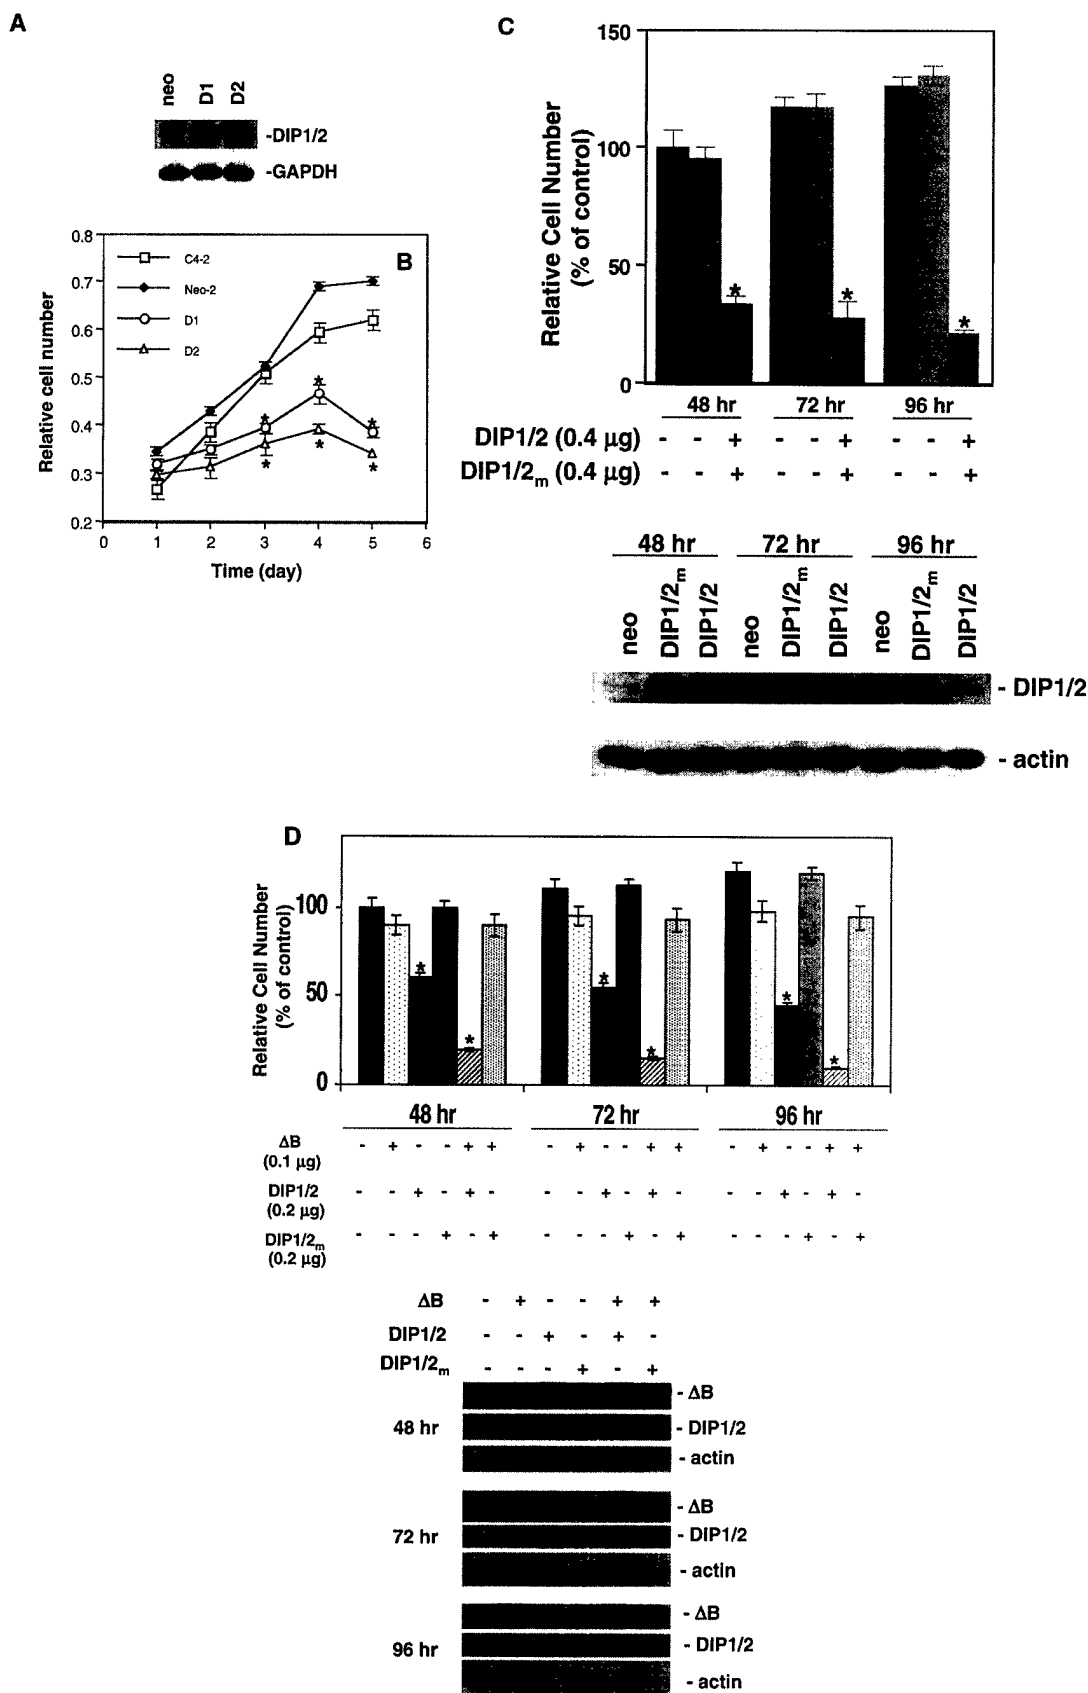 A
neo D1 D2
-DIP1/2
-GAPDH
B
0.8
0.7
0.6
0.5
0.4
0.3
0.2
C4-2
Neo-2
D1
D2
* * * * * *
0 1 2 3 4 5 6
Relative cell number
Time (day)
C
150
100
50
0
Relative Cell Number
(% of control)
* * *
48 hr 72 hr 96 hr
DIP1/2 (0.4 µg) - - + - - + - - +
DIP1/2m (0.4 µg) - - + - - + - - +
48 hr 72 hr 96 hr
neo DIP1/2m DIP1/2 neo DIP1/2m DIP1/2 neo DIP1/2m DIP1/2
- DIP1/2
- actin
D
100
50
0
Relative Cell Number
(% of control)
* * * * * *
48 hr 72 hr 96 hr
ΔB - + - - + + - + - - + + - + - - + +
(0.1 µg)
DIP1/2 - - + - + - - - + - + - - - + - + -
(0.2 µg)
DIP1/2m - - - + - + - - - + - + - - - + - +
(0.2 µg)
ΔB - + - - + +
DIP1/2 - - + - + -
DIP1/2m - - - + - +
48 hr
- ΔB
- DIP1/2
- actin
72 hr
- ΔB
- DIP1/2
- actin
96 hr
- ΔB
- DIP1/2
- actin